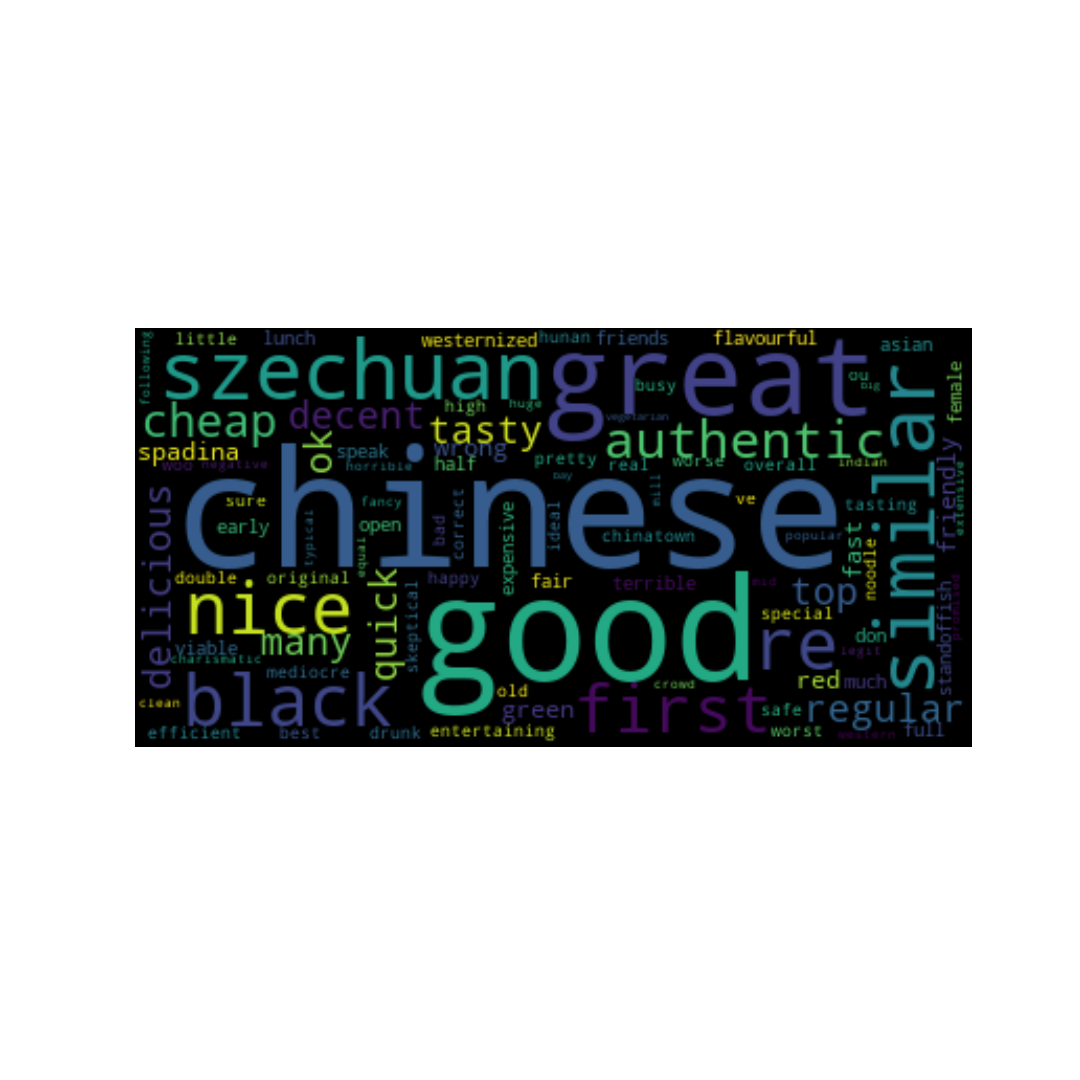 following
little
lunch
westernized
hunan
friends
flavourful
asian
szechuan
great
busy
ou
big
similar
female
cheap
decent
high
huge
vegetarian
tasty
authentic
spadina
ok
speak
wrong
woo
negative
horrible
half
pretty
real
worse
overall
indian
friendly
extensive
chinese
delicious
sure
fancy
early
typical
open
equal
bad
correct
expensive
ideal
chinatown
ve
popular
tasting
fast
noodle
double
original
quick
happy
fair
terrible
mid
top
special
nice
many
skeptical
good
re
don
legit
standoffish
promised
viable
charismatic
mediocre
black
clean
old
green
first
crowd
red
much
safe
regular
efficient
best
drunk
entertaining
worst
western
full